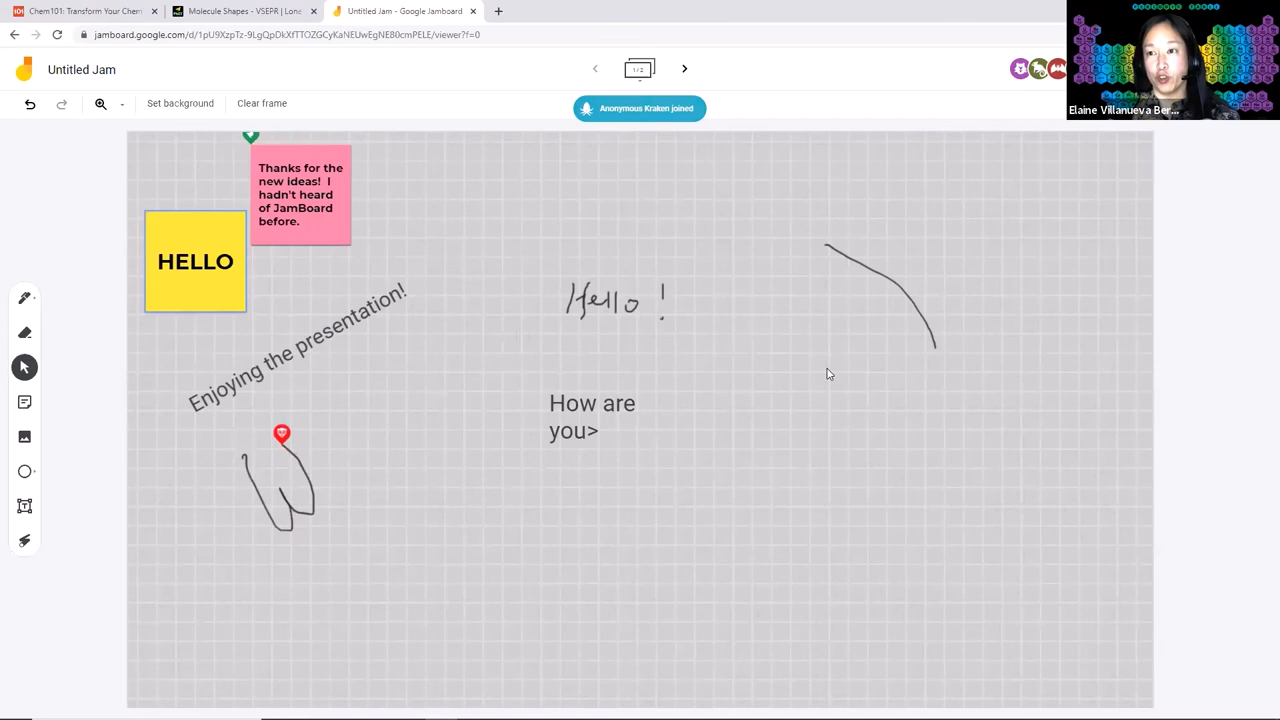 Chem101: Transform Your Chem
Molecule Shapes - VSEPR | Lone
Untitled Jam - Google Jamboard
jamboard.google.com/d/1pU9XzpTz-9LgQpDkXfTTOZGCyKaNEUwEgNE80cmPELE/viewer?f=0
Untitled Jam
1 / 2
Elaine Villanueva Ber...
Set background
Clear frame
Anonymous Kraken joined
Thanks for the
new ideas! I
hadn't heard
of JamBoard
before.
HELLO
Enjoying the presentation!
Hello !
How are
you>